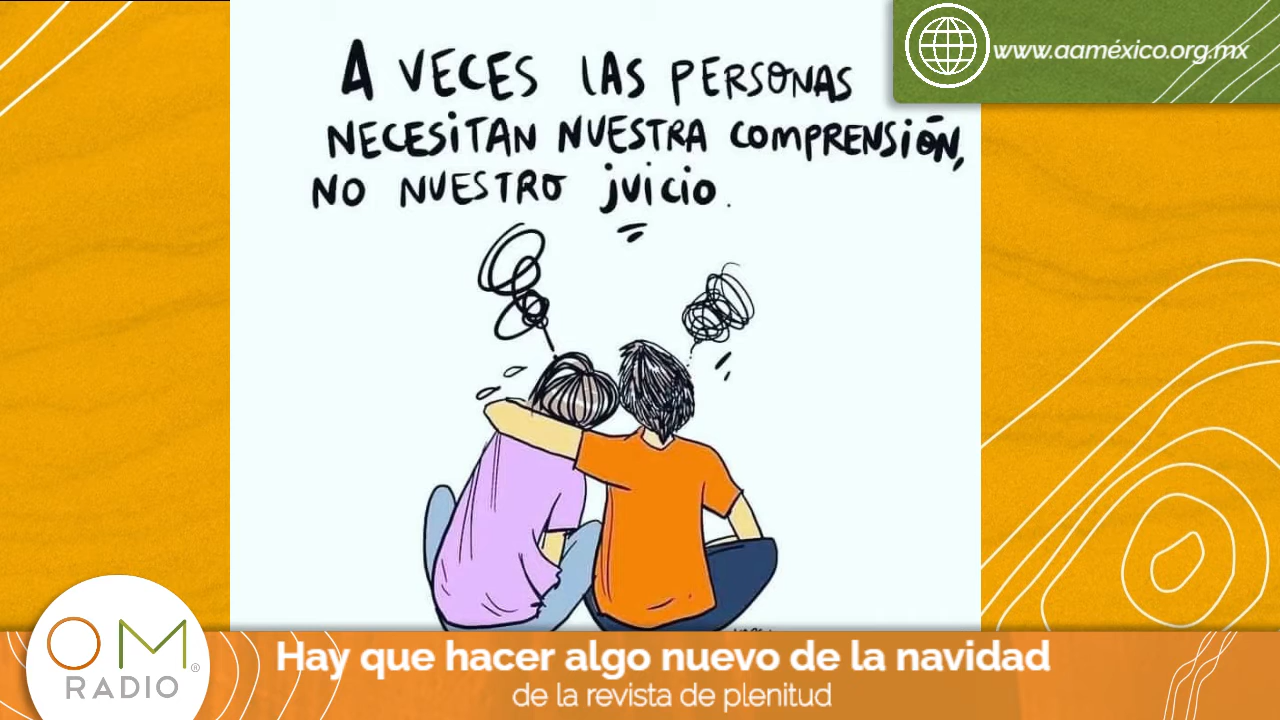 www.aaméxico.org.mx
A VECES LAS PERSONAS
NECESITAN NUESTRA COMPRENSIÓN,
NO NUESTRO juicio.
OM®
RADIO
Hay que hacer algo nuevo de la navidad
de la revista de plenitud